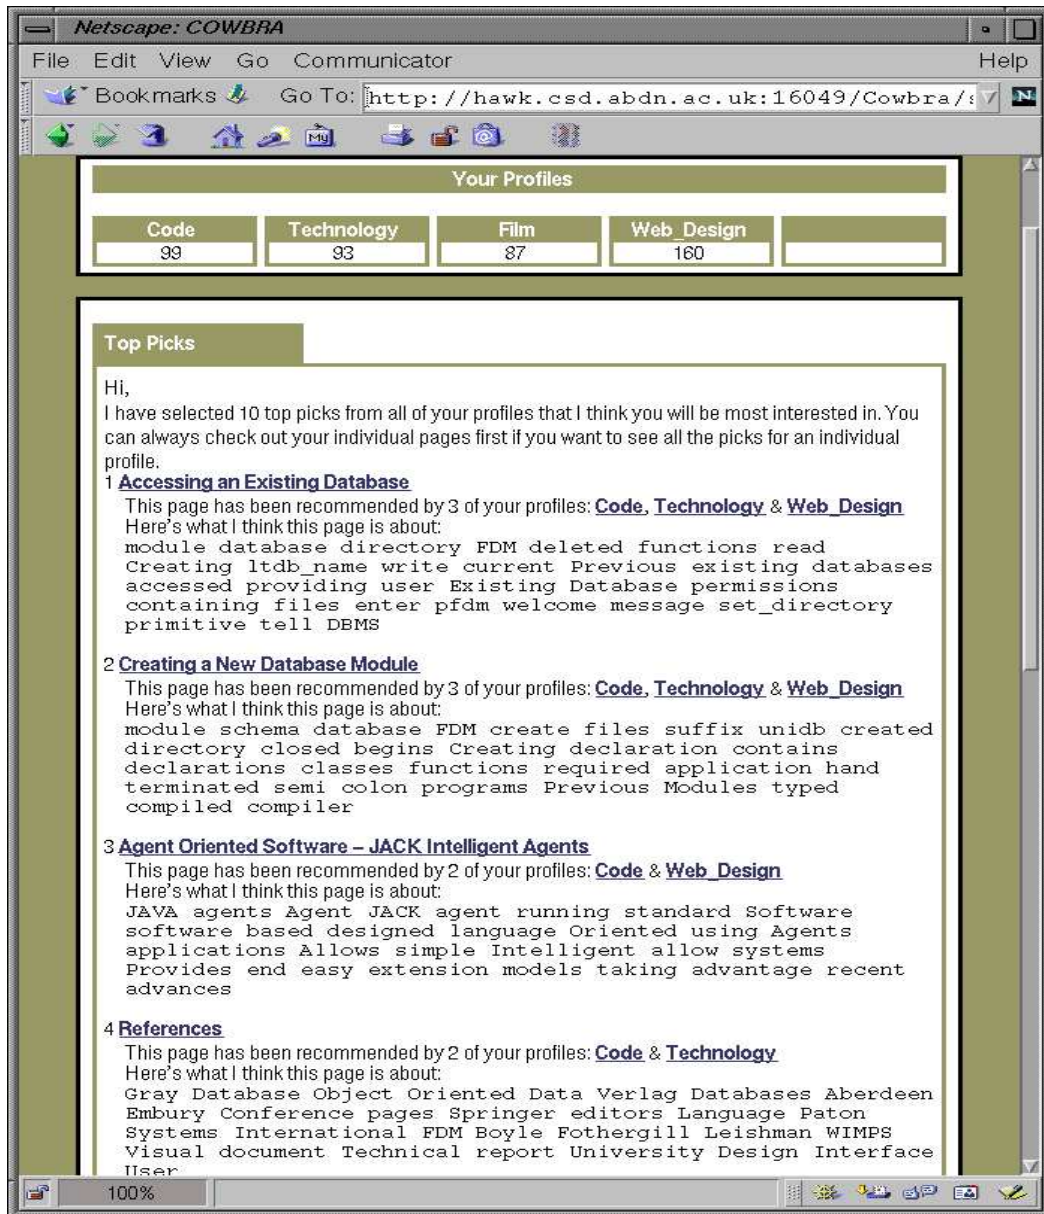 Netscape: COWBRA
File Edit View Go Communicator Help
Bookmarks Go To: http://hawk.csd.abdn.ac.uk:16049/Cowbra/s N
My
Your Profiles
Code Technology Film Web_Design
99 93 87 160
Top Picks
Hi,
I have selected 10 top picks from all of your profiles that I think you will be most interested in. You
can always check out your individual pages first if you want to see all the picks for an individual
profile.
1 Accessing an Existing Database
This page has been recommended by 3 of your profiles: Code, Technology & Web_Design
Here's what I think this page is about:
module database directory FDM deleted functions read
Creating ltdb_name write current Previous existing databases
accessed providing user Existing Database permissions
containing files enter pfdm welcome message set_directory
primitive tell DBMS
2 Creating a New Database Module
This page has been recommended by 3 of your profiles: Code, Technology & Web_Design
Here's what I think this page is about:
module schema database FDM create files suffix unidb created
directory closed begins Creating declaration contains
declarations classes functions required application hand
terminated semi colon programs Previous Modules typed
compiled compiler
3 Agent Oriented Software – JACK Intelligent Agents
This page has been recommended by 2 of your profiles: Code & Web_Design
Here's what I think this page is about:
JAVA agents Agent JACK agent running standard Software
software based designed language Oriented using Agents
applications Allows simple Intelligent allow systems
Provides end easy extension models taking advantage recent
advances
4 References
This page has been recommended by 2 of your profiles: Code & Technology
Here's what I think this page is about:
Gray Database Object Oriented Data Verlag Databases Aberdeen
Embury Conference pages Springer editors Language Paton
Systems International FDM Boyle Fothergill Leishman WIMPS
Visual document Technical report University Design Interface
User
100%